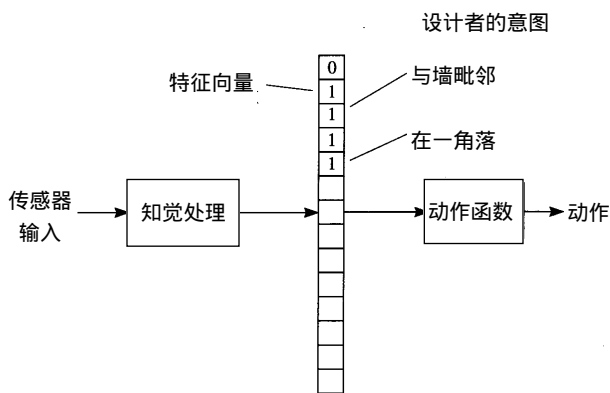 设计者的意图
特征向量
0
1
1
1
1
与墙毗邻
在一角落
传感器
输入
知觉处理
动作函数
动作